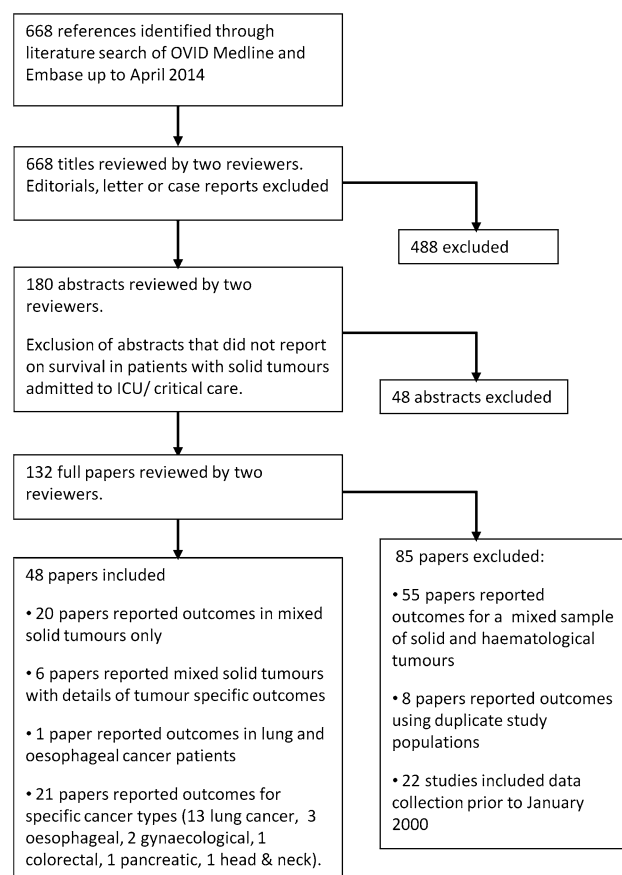 668 references identified through
literature search of OVID Medline and
Embase up to April 2014
668 titles reviewed by two reviewers.
Editorials, letter or case reports excluded
488 excluded
180 abstracts reviewed by two
reviewers.
Exclusion of abstracts that did not report
on survival in patients with solid tumours
admitted to ICU/ critical care.
48 abstracts excluded
132 full papers reviewed by two
reviewers.
85 papers excluded:
• 55 papers reported
outcomes for a  mixed sample
of solid and haematological
tumours
• 8 papers reported outcomes
using duplicate study
populations
• 22 studies included data
collection prior to January
2000
48 papers included
• 20 papers reported outcomes in mixed
solid tumours only
• 6 papers reported mixed solid tumours
with details of tumour specific outcomes
• 1 paper reported outcomes in lung and
oesophageal cancer patients
• 21 papers reported outcomes for
specific cancer types (13 lung cancer,  3
oesophageal, 2 gynaecological, 1
colorectal, 1 pancreatic, 1 head & neck).